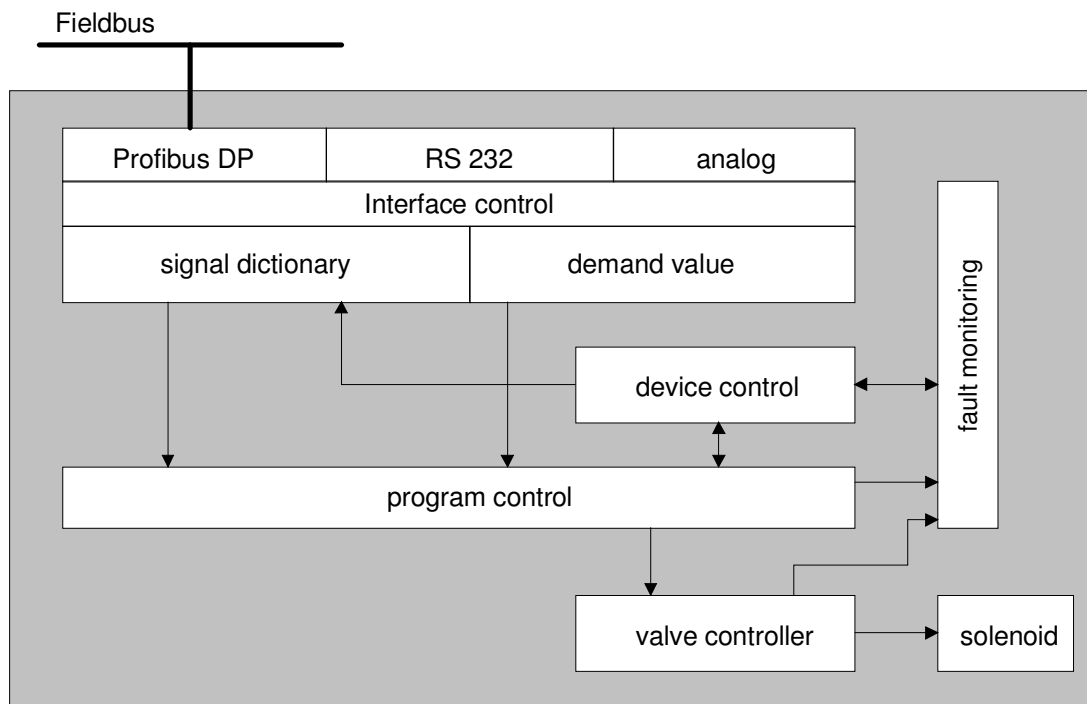 Fieldbus
Profibus DP
RS 232
analog
Interface control
signal dictionary
demand value
device control
fault monitoring
program control
valve controller
solenoid